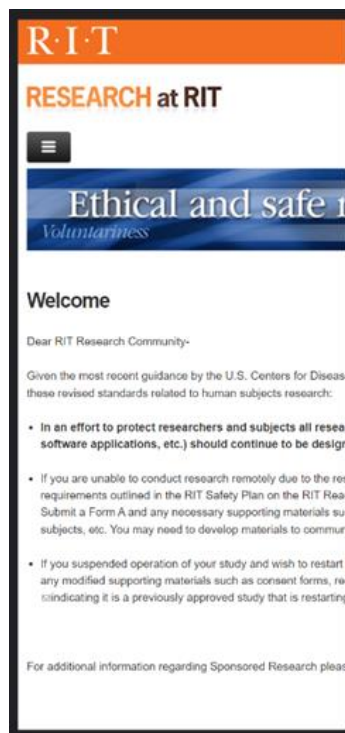 R·I·T
RESEARCH at RIT
Ethical and safe r
Voluntariness
Welcome
Dear RIT Research Community-
Given the most recent guidance by the U.S. Centers for Diseas
these revised standards related to human subjects research:
• In an effort to protect researchers and subjects all resea
software applications, etc.) should continue to be design
• If you are unable to conduct research remotely due to the res
requirements outlined in the RIT Safety Plan on the RIT Rea
Submit a Form A and any necessary supporting materials su
subjects, etc. You may need to develop materials to commun
• If you suspended operation of your study and wish to restart
any modified supporting materials such as consent forms, re
indicating it is a previously approved study that is restarting
For additional information regarding Sponsored Research pleas